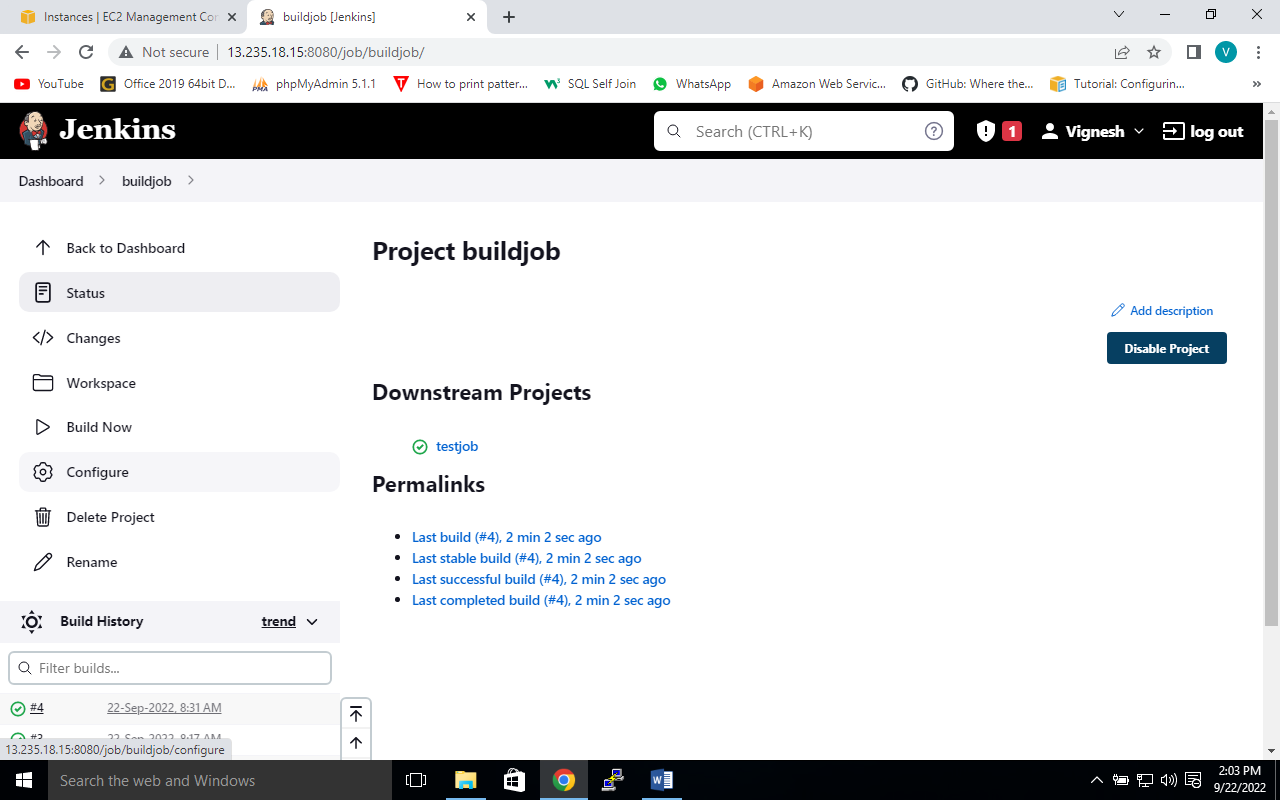 Instances | EC2 Management Con
buildjob [Jenkins]
Not secure
13.235.18.15:8080/job/buildjob/
V
YouTube
Office 2019 64bit D...
phpMyAdmin 5.1.1
How to print patter...
SQL Self Join
WhatsApp
Amazon Web Servic...
GitHub: Where the...
Tutorial: Configurin...
»
Jenkins
Search (CTRL+K)
1
Vignesh
log out
Dashboard
buildjob
Back to Dashboard
Status
Changes
Workspace
Build Now
Configure
Delete Project
Rename
Build History
trend
Filter builds...
#4
22-Sep-2022, 8:31 AM
#3
22-Sep-2022, 8:17 AM
13.235.18.15:8080/job/buildjob/configure
Project buildjob
Add description
Disable Project
Downstream Projects
testjob
Permalinks
Last build (#4), 2 min 2 sec ago
Last stable build (#4), 2 min 2 sec ago
Last successful build (#4), 2 min 2 sec ago
Last completed build (#4), 2 min 2 sec ago
Search the web and Windows
2:03 PM
9/22/2022